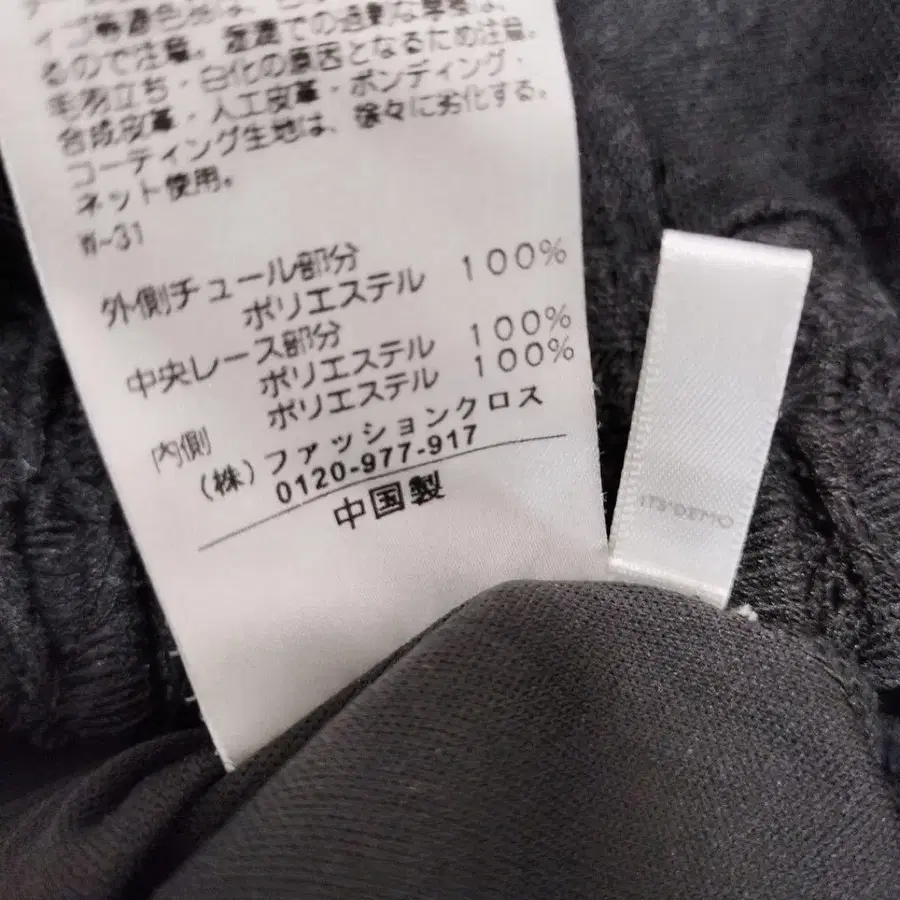 るので注意。湿潤での過剰な摩擦は、
毛羽立ち・白化の原因となるため注意。
合成皮革・人工皮革・ボンディング・
コーティング生地は、徐々に劣化する。
ネット使用。
W-31
外側チュール部分
ポリエステル 100%
中央レース部分
ポリエステル 100%
内側 ポリエステル 100%
(株)ファッションクロス
0120-977-917
中国製
IT'S'DEMO